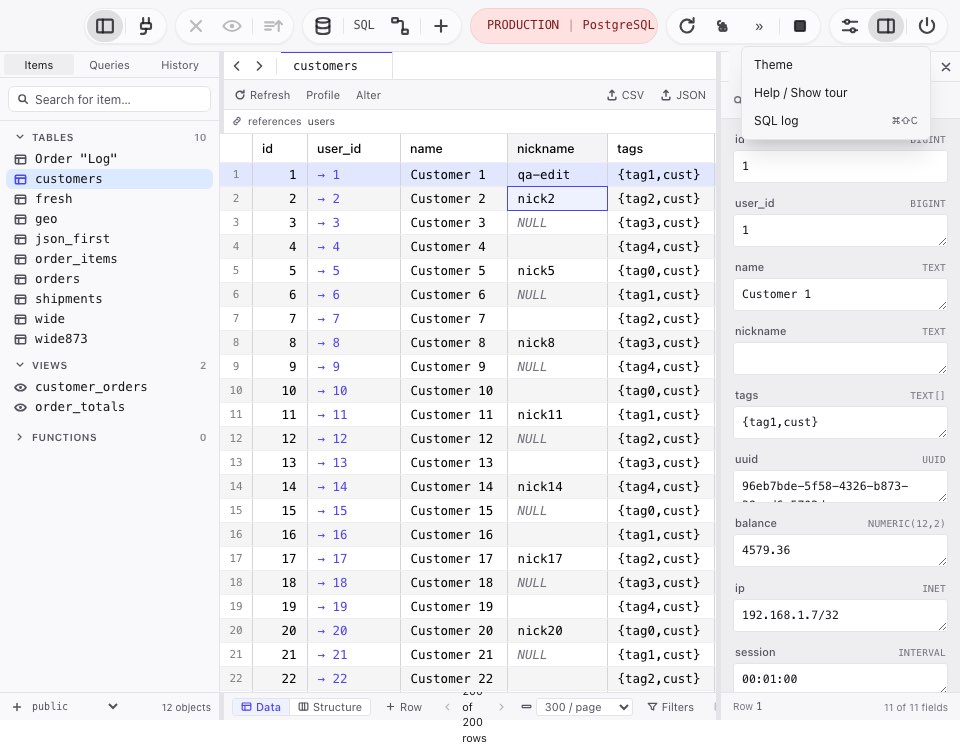 SQL
PRODUCTION | PostgreSQL
»
Theme
Help / Show tour
SQL log ⌘⇧C
Items Queries History
customers
Search for item...
Refresh Profile Alter CSV JSON
references users
TABLES 10
Order "Log"
customers
fresh
geo
json_first
order_items
orders
shipments
wide
wide873
VIEWS 2
customer_orders
order_totals
FUNCTIONS 0
id user_id name nickname tags
1 1 → 1 Customer 1 qa-edit {tag1,cust}
2 2 → 2 Customer 2 nick2 {tag2,cust}
3 3 → 3 Customer 3 NULL {tag3,cust}
4 4 → 4 Customer 4 {tag4,cust}
5 5 → 5 Customer 5 nick5 {tag0,cust}
6 6 → 6 Customer 6 NULL {tag1,cust}
7 7 → 7 Customer 7 {tag2,cust}
8 8 → 8 Customer 8 nick8 {tag3,cust}
9 9 → 9 Customer 9 NULL {tag4,cust}
10 10 → 10 Customer 10 {tag0,cust}
11 11 → 11 Customer 11 nick11 {tag1,cust}
12 12 → 12 Customer 12 NULL {tag2,cust}
13 13 → 13 Customer 13 {tag3,cust}
14 14 → 14 Customer 14 nick14 {tag4,cust}
15 15 → 15 Customer 15 NULL {tag0,cust}
16 16 → 16 Customer 16 {tag1,cust}
17 17 → 17 Customer 17 nick17 {tag2,cust}
18 18 → 18 Customer 18 NULL {tag3,cust}
19 19 → 19 Customer 19 {tag4,cust}
20 20 → 20 Customer 20 nick20 {tag0,cust}
21 21 → 21 Customer 21 NULL {tag1,cust}
22 22 → 22 Customer 22 {tag2,cust}
id BIGINT
1
user_id BIGINT
1
name TEXT
Customer 1
nickname TEXT
tags TEXT[]
{tag1,cust}
uuid UUID
96eb7bde-5f58-4326-b873-
balance NUMERIC(12,2)
4579.36
ip INET
192.168.1.7/32
session INTERVAL
00:01:00
public 12 objects
Data Structure + Row
200
of
200
rows
300 / page Filters
Row 1 11 of 11 fields